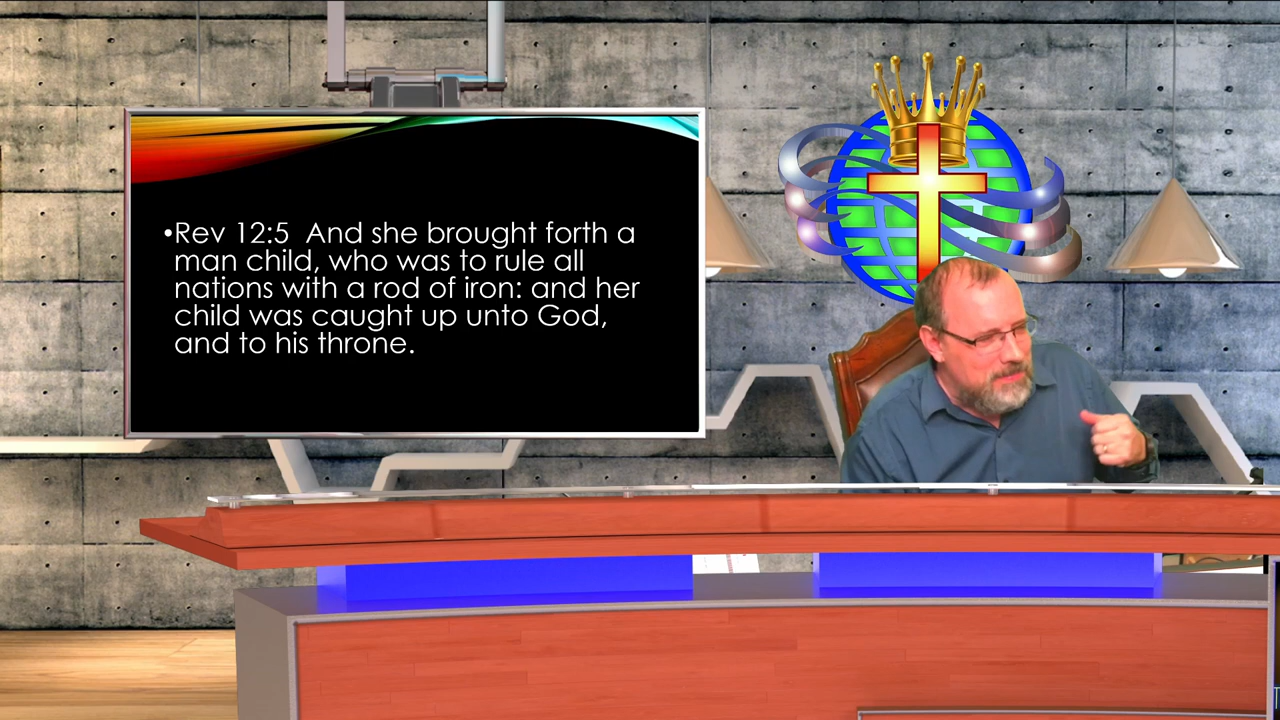 •Rev 12:5  And she brought forth a
man child, who was to rule all
nations with a rod of iron: and her
child was caught up unto God,
and to his throne.